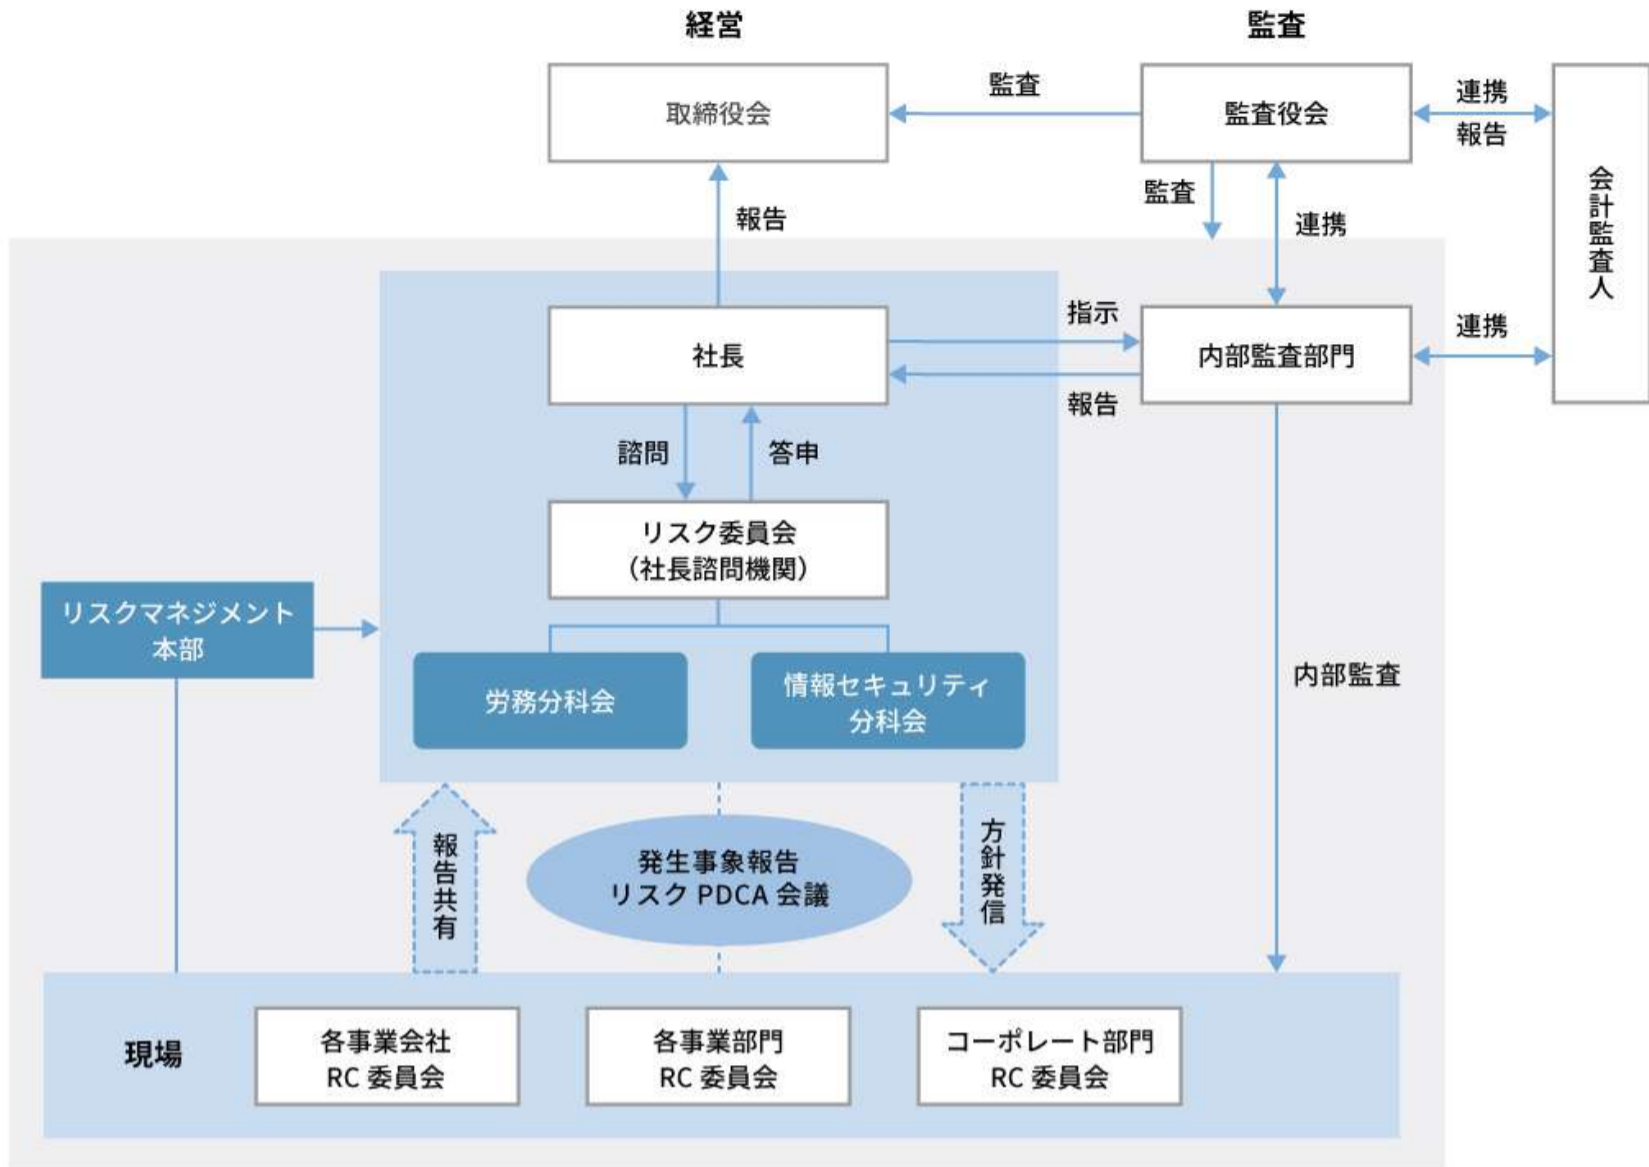 経営
監査
取締役会
監査
監査役会
連携
報告
会計監査人
報告
監査
連携
社長
指示
報告
内部監査部門
連携
諮問
答申
リスク委員会
（社長諮問機関）
リスクマネジメント
本部
労務分科会
情報セキュリティ
分科会
内部監査
報告共有
発生事象報告
リスク PDCA 会議
方針発信
現場
各事業会社
RC 委員会
各事業部門
RC 委員会
コーポレート部門
RC 委員会